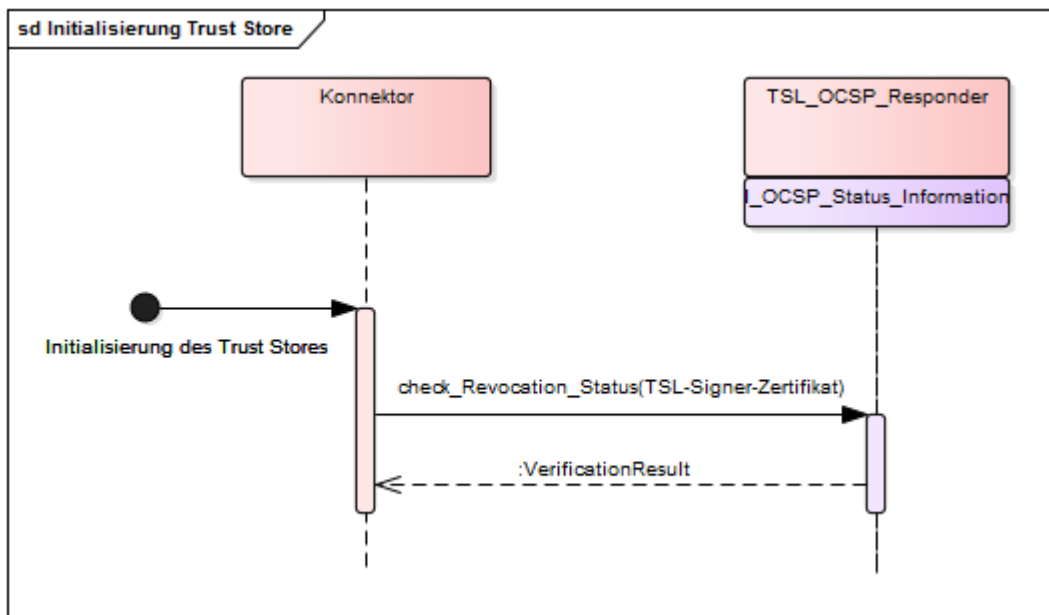 sd Initialisierung Trust Store
Konnektor
TSL_OCSP_Responder
I_OCSP_Status_Information
Initialisierung des Trust Stores
check_Revocation_Status(TSL-Signer-Zertifikat)
:VerificationResult